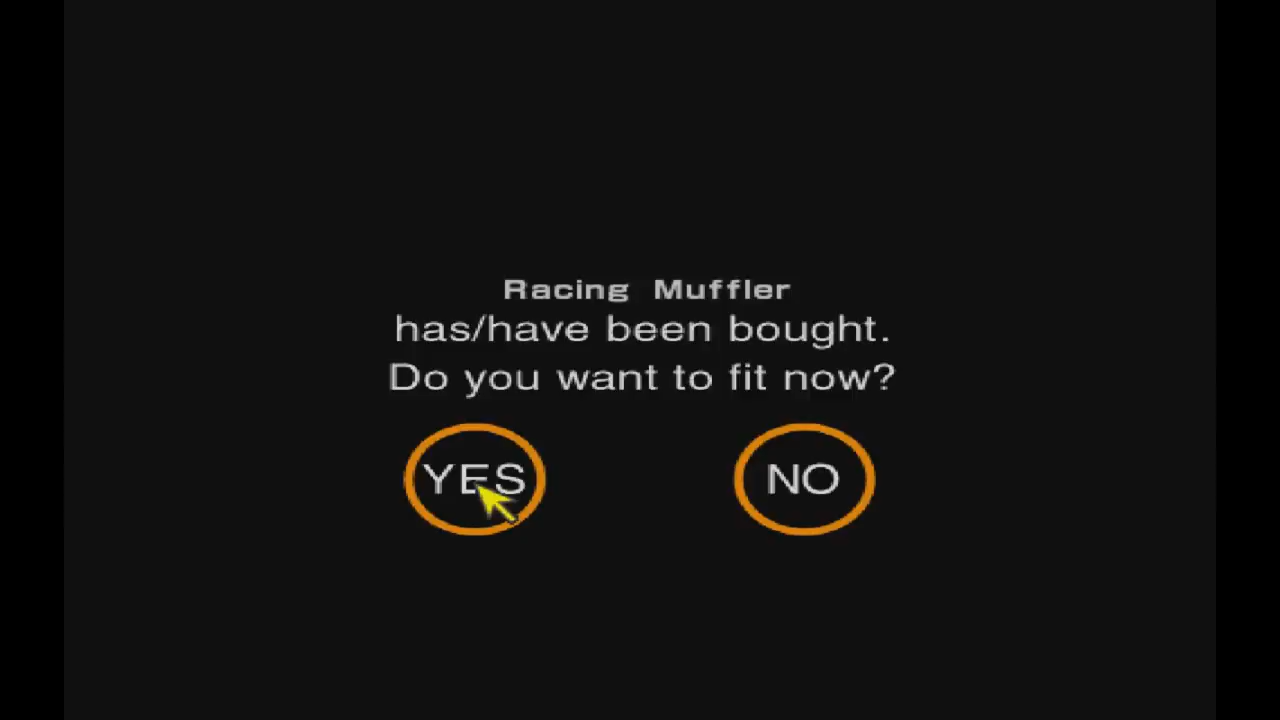 Racing Muffler
has/have been bought.
Do you want to fit now?
YES NO